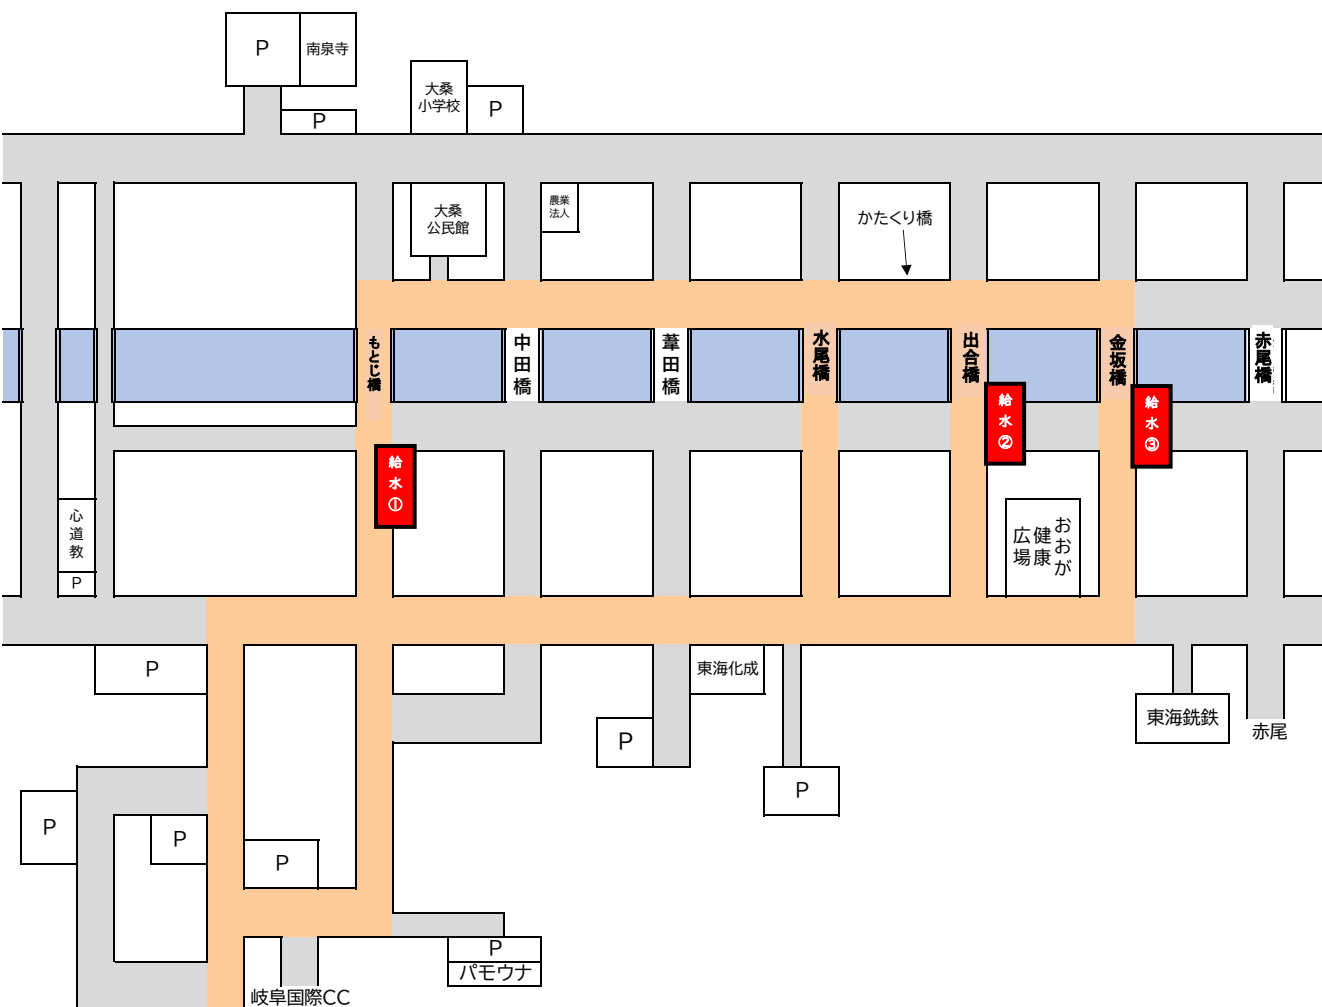 P
南泉寺
P
大桑
小学校
P
大桑
公民館
農業
法人
かたくり橋
もとじ橋
中田橋
葦田橋
水尾橋
出合橋
金坂橋
赤尾橋
給水①
給水②
給水③
心道教
P
おおが
健康
広場
P
東海化成
P
東海銑鉄
赤尾
P
P
P
P
P
パモウナ
岐阜国際CC